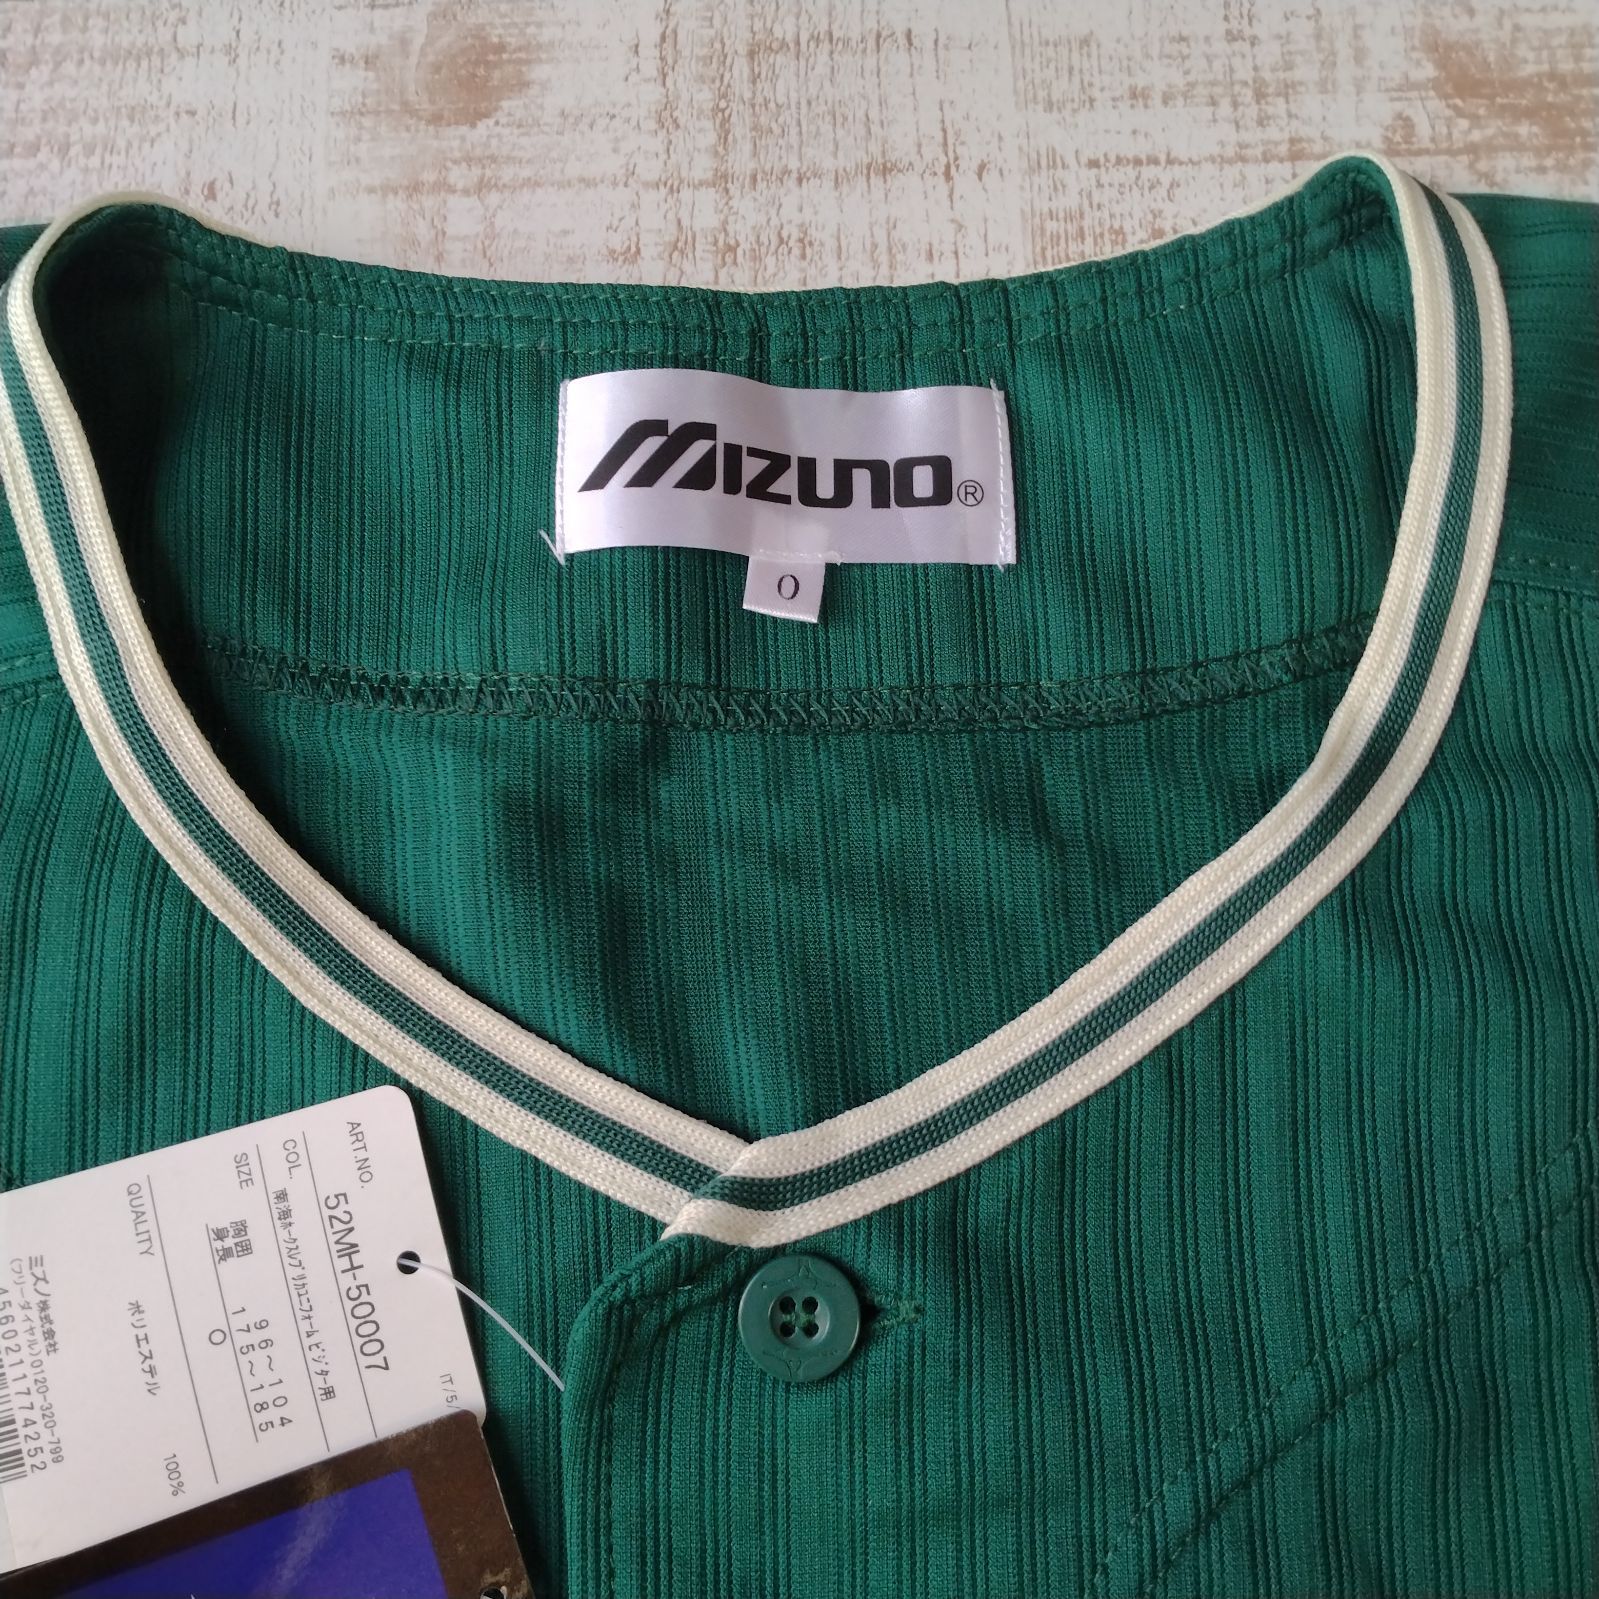 MIZUNO®
O
ART.NO. 52MH-50007
COL. 南海ホークスレプリカユニフォームビジター用
SIZE 胸囲 96〜104
身長 175〜185
O
QUALITY ポリエステル 100%
ミズノ株式会社
(フリーダイヤル)0120-320-799
4560211774252
IT/5